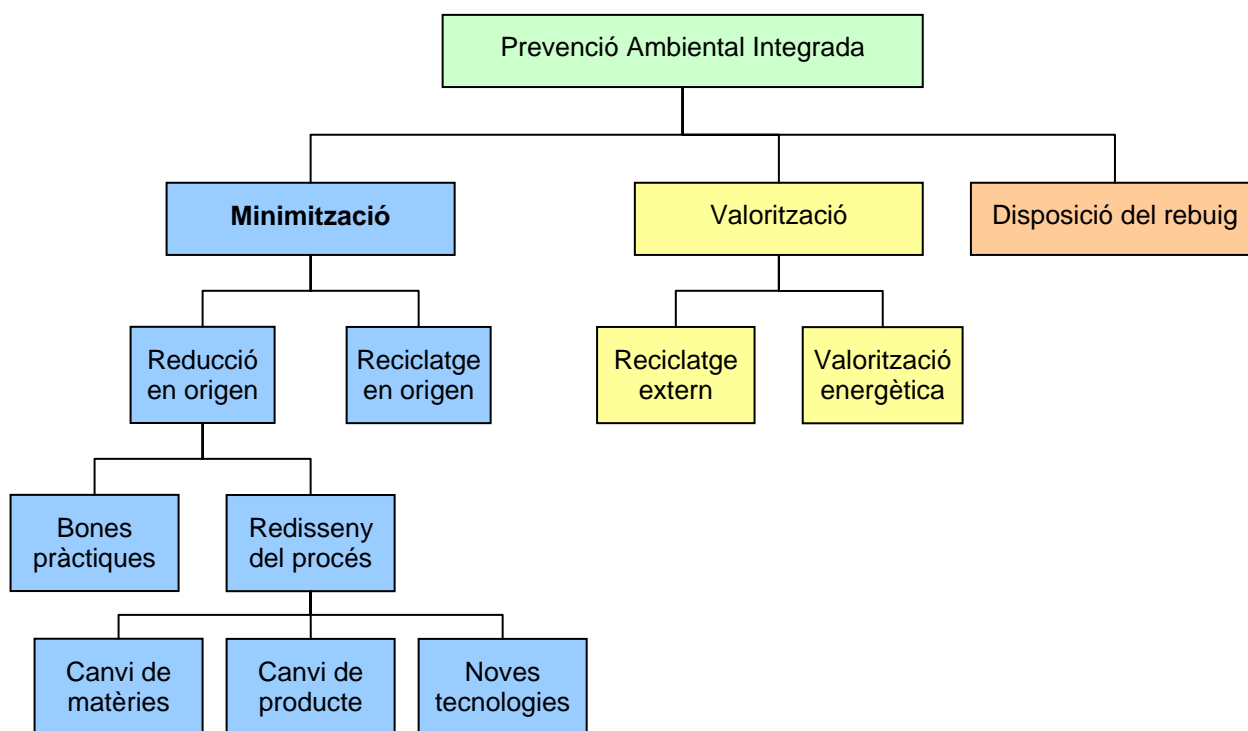 Prevenció Ambiental Integrada
Minimització
Valorització
Disposició del rebuig
Reducció
en origen
Reciclatge
en origen
Reciclatge
extern
Valorització
energètica
Bones
pràctiques
Redisseny
del procés
Canvi de
matèries
Canvi de
producte
Noves
tecnologies